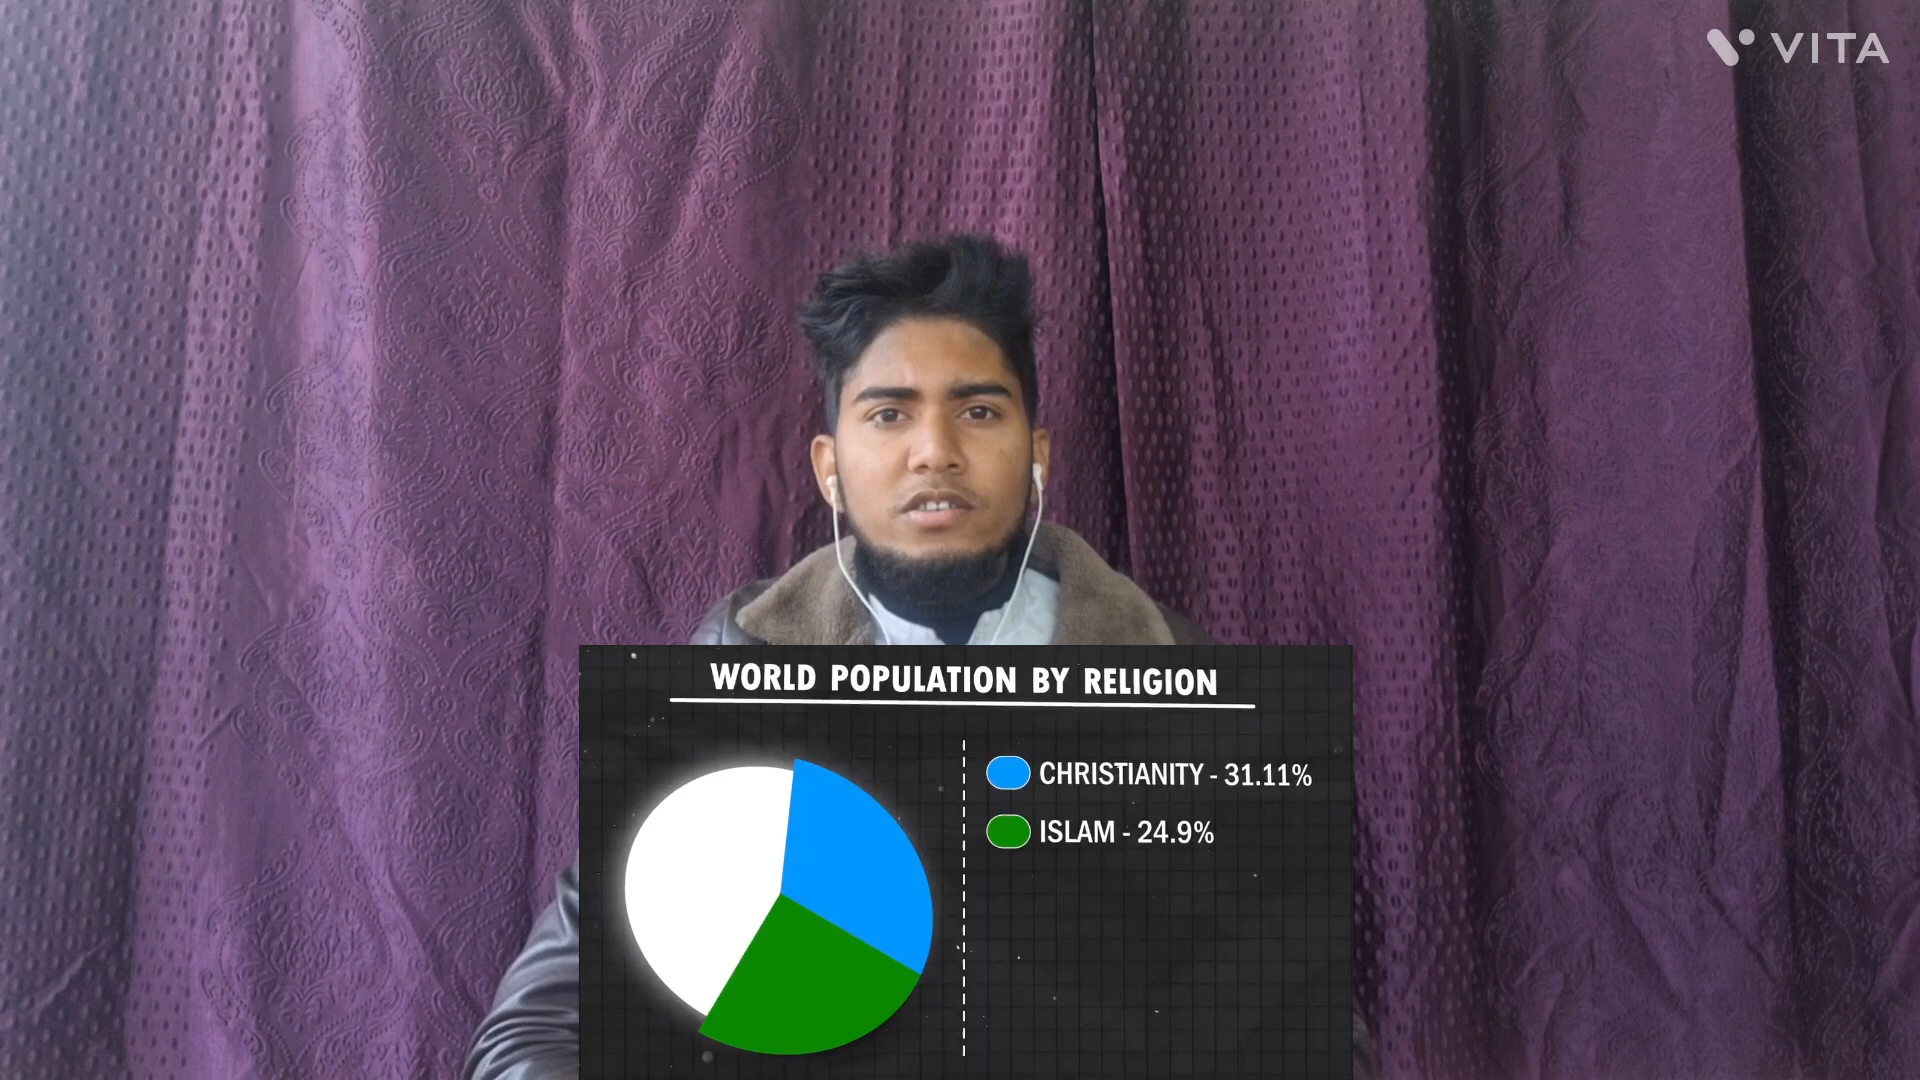 VITA
WORLD POPULATION BY RELIGION
CHRISTIANITY - 31.11%
ISLAM - 24.9%